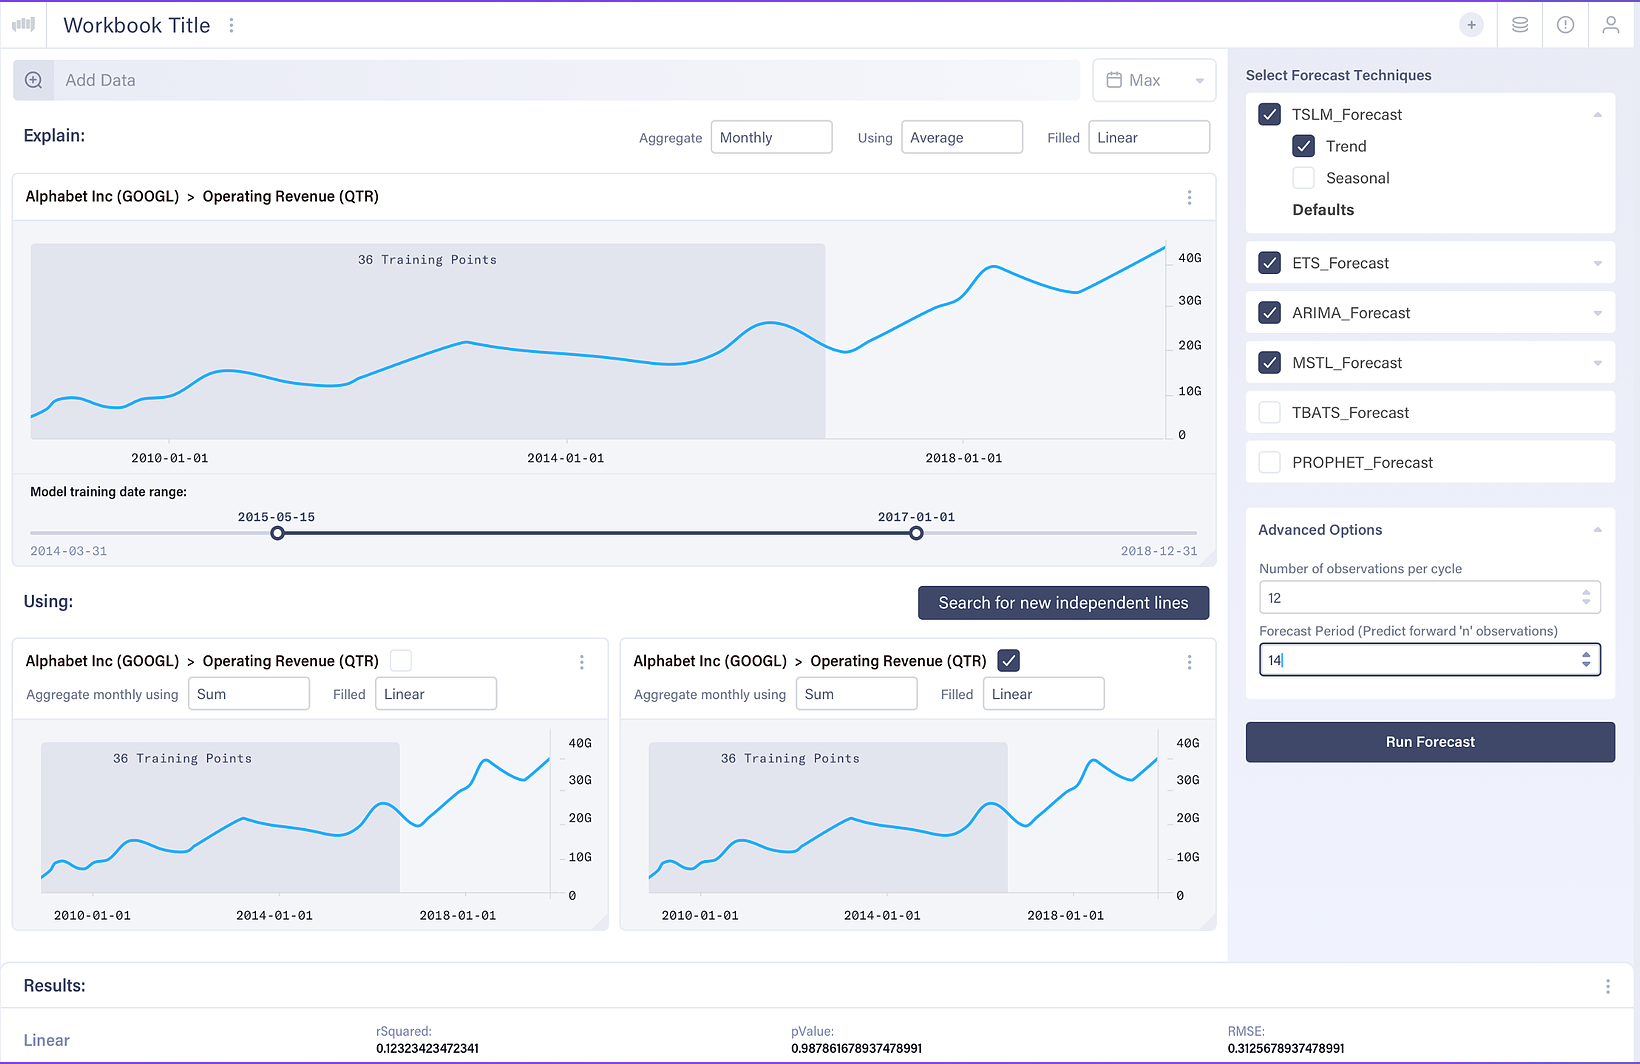 Workbook Title
Add Data
Max
Explain:
Aggregate Monthly Using Average Filled Linear
Alphabet Inc (GOOGL) > Operating Revenue (QTR)
36 Training Points
40G
30G
20G
10G
0
2010-01-01 2014-01-01 2018-01-01
Model training date range:
2015-05-15 2017-01-01
2014-03-31 2018-12-31
Using:
Search for new independent lines
Alphabet Inc (GOOGL) > Operating Revenue (QTR)
Aggregate monthly using Sum Filled Linear
36 Training Points
40G
30G
20G
10G
0
2010-01-01 2014-01-01 2018-01-01
Alphabet Inc (GOOGL) > Operating Revenue (QTR)
Aggregate monthly using Sum Filled Linear
36 Training Points
40G
30G
20G
10G
0
2010-01-01 2014-01-01 2018-01-01
Select Forecast Techniques
TSLM_Forecast
Trend
Seasonal
Defaults
ETS_Forecast
ARIMA_Forecast
MSTL_Forecast
TBATS_Forecast
PROPHET_Forecast
Advanced Options
Number of observations per cycle
12
Forecast Period (Predict forward 'n' observations)
14
Run Forecast
Results:
Linear
rSquared:
0.12323423472341
pValue:
0.987861678937478991
RMSE:
0.3125678937478991